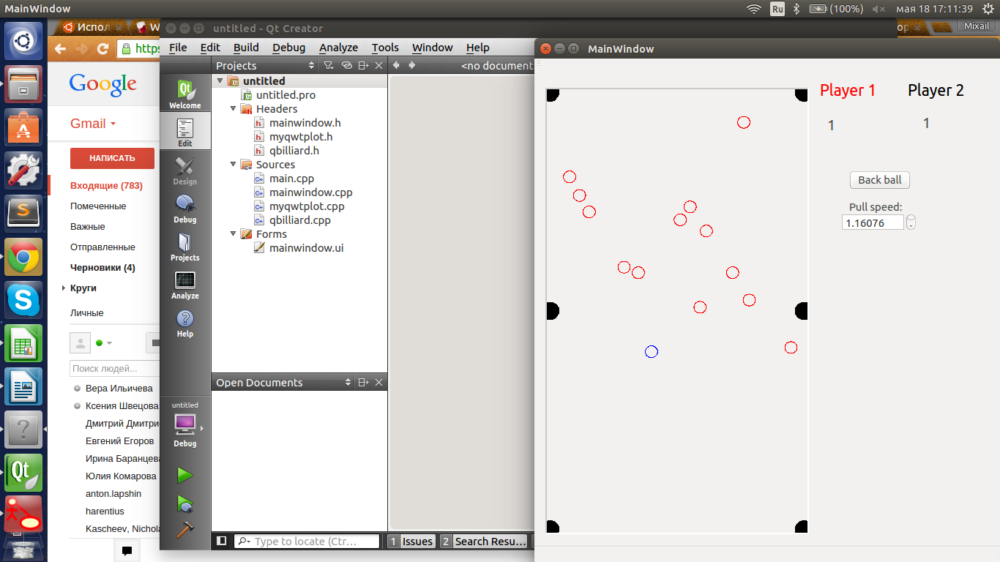 MainWindow
Ru
(100%)
мая 18 17:11:39
Испол
W
ор
Mixail
https
Google
Gmail
НАПИСАТЬ
Входящие (783)
Помеченные
Важные
Отправленные
Черновики (4)
Круги
Личные
Поиск людей...
Вера Ильичева
Ксения Швецова
Дмитрий Дмитри
Евгений Егоров
Ирина Баранцева
Юлия Комарова
anton.lapshin
harentius
Kascheev, Nichola
untitled - Qt Creator
File Edit Build Debug Analyze Tools Window Help
Qt
Welcome
Edit
Design
Debug
Projects
Analyze
Help
untitled
Debug
Projects
<no document
untitled
untitled.pro
Headers
mainwindow.h
myqwtplot.h
qbilliard.h
Sources
main.cpp
mainwindow.cpp
myqwtplot.cpp
qbilliard.cpp
Forms
mainwindow.ui
Open Documents
Type to locate (Ctr...
1 Issues
2 Search Resu...
MainWindow
Player 1 Player 2
1 1
Back ball
Pull speed:
1.16076